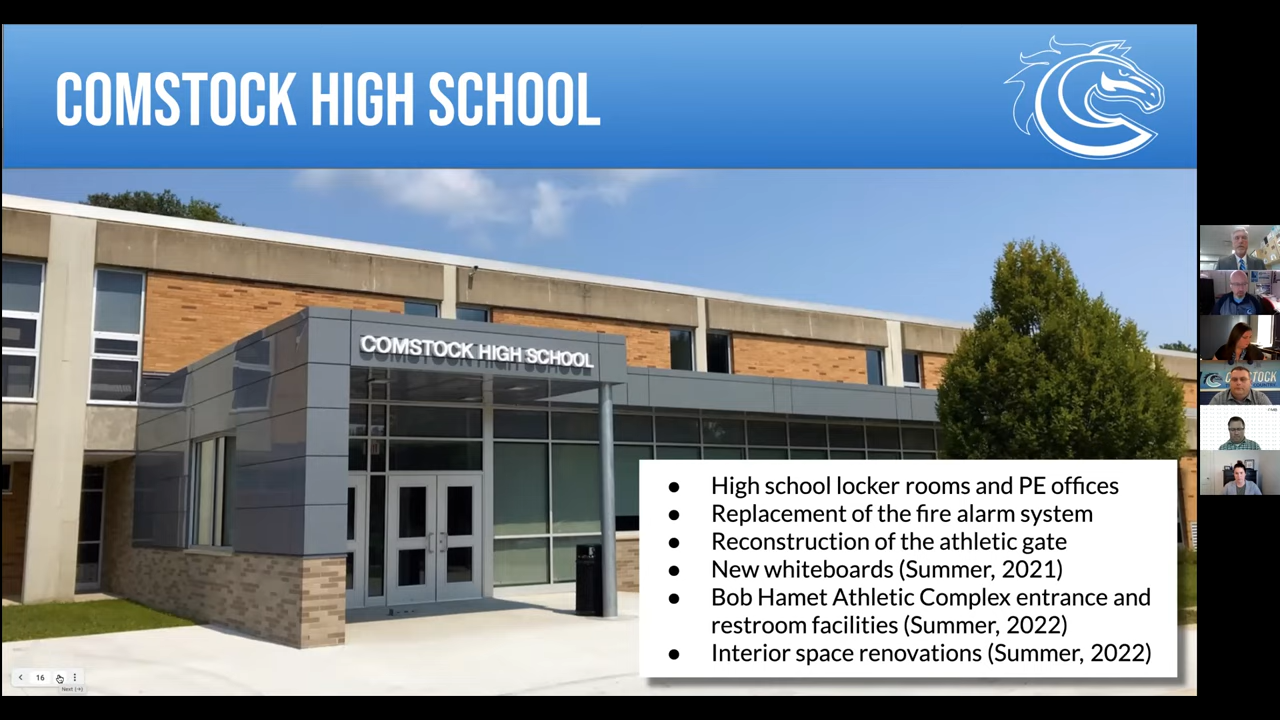 COMSTOCK HIGH SCHOOL
COMSTOCK HIGH SCHOOL
● High school locker rooms and PE offices
● Replacement of the fire alarm system
● Reconstruction of the athletic gate
● New whiteboards (Summer, 2021)
● Bob Hamet Athletic Complex entrance and
restroom facilities (Summer, 2022)
● Interior space renovations (Summer, 2022)
16